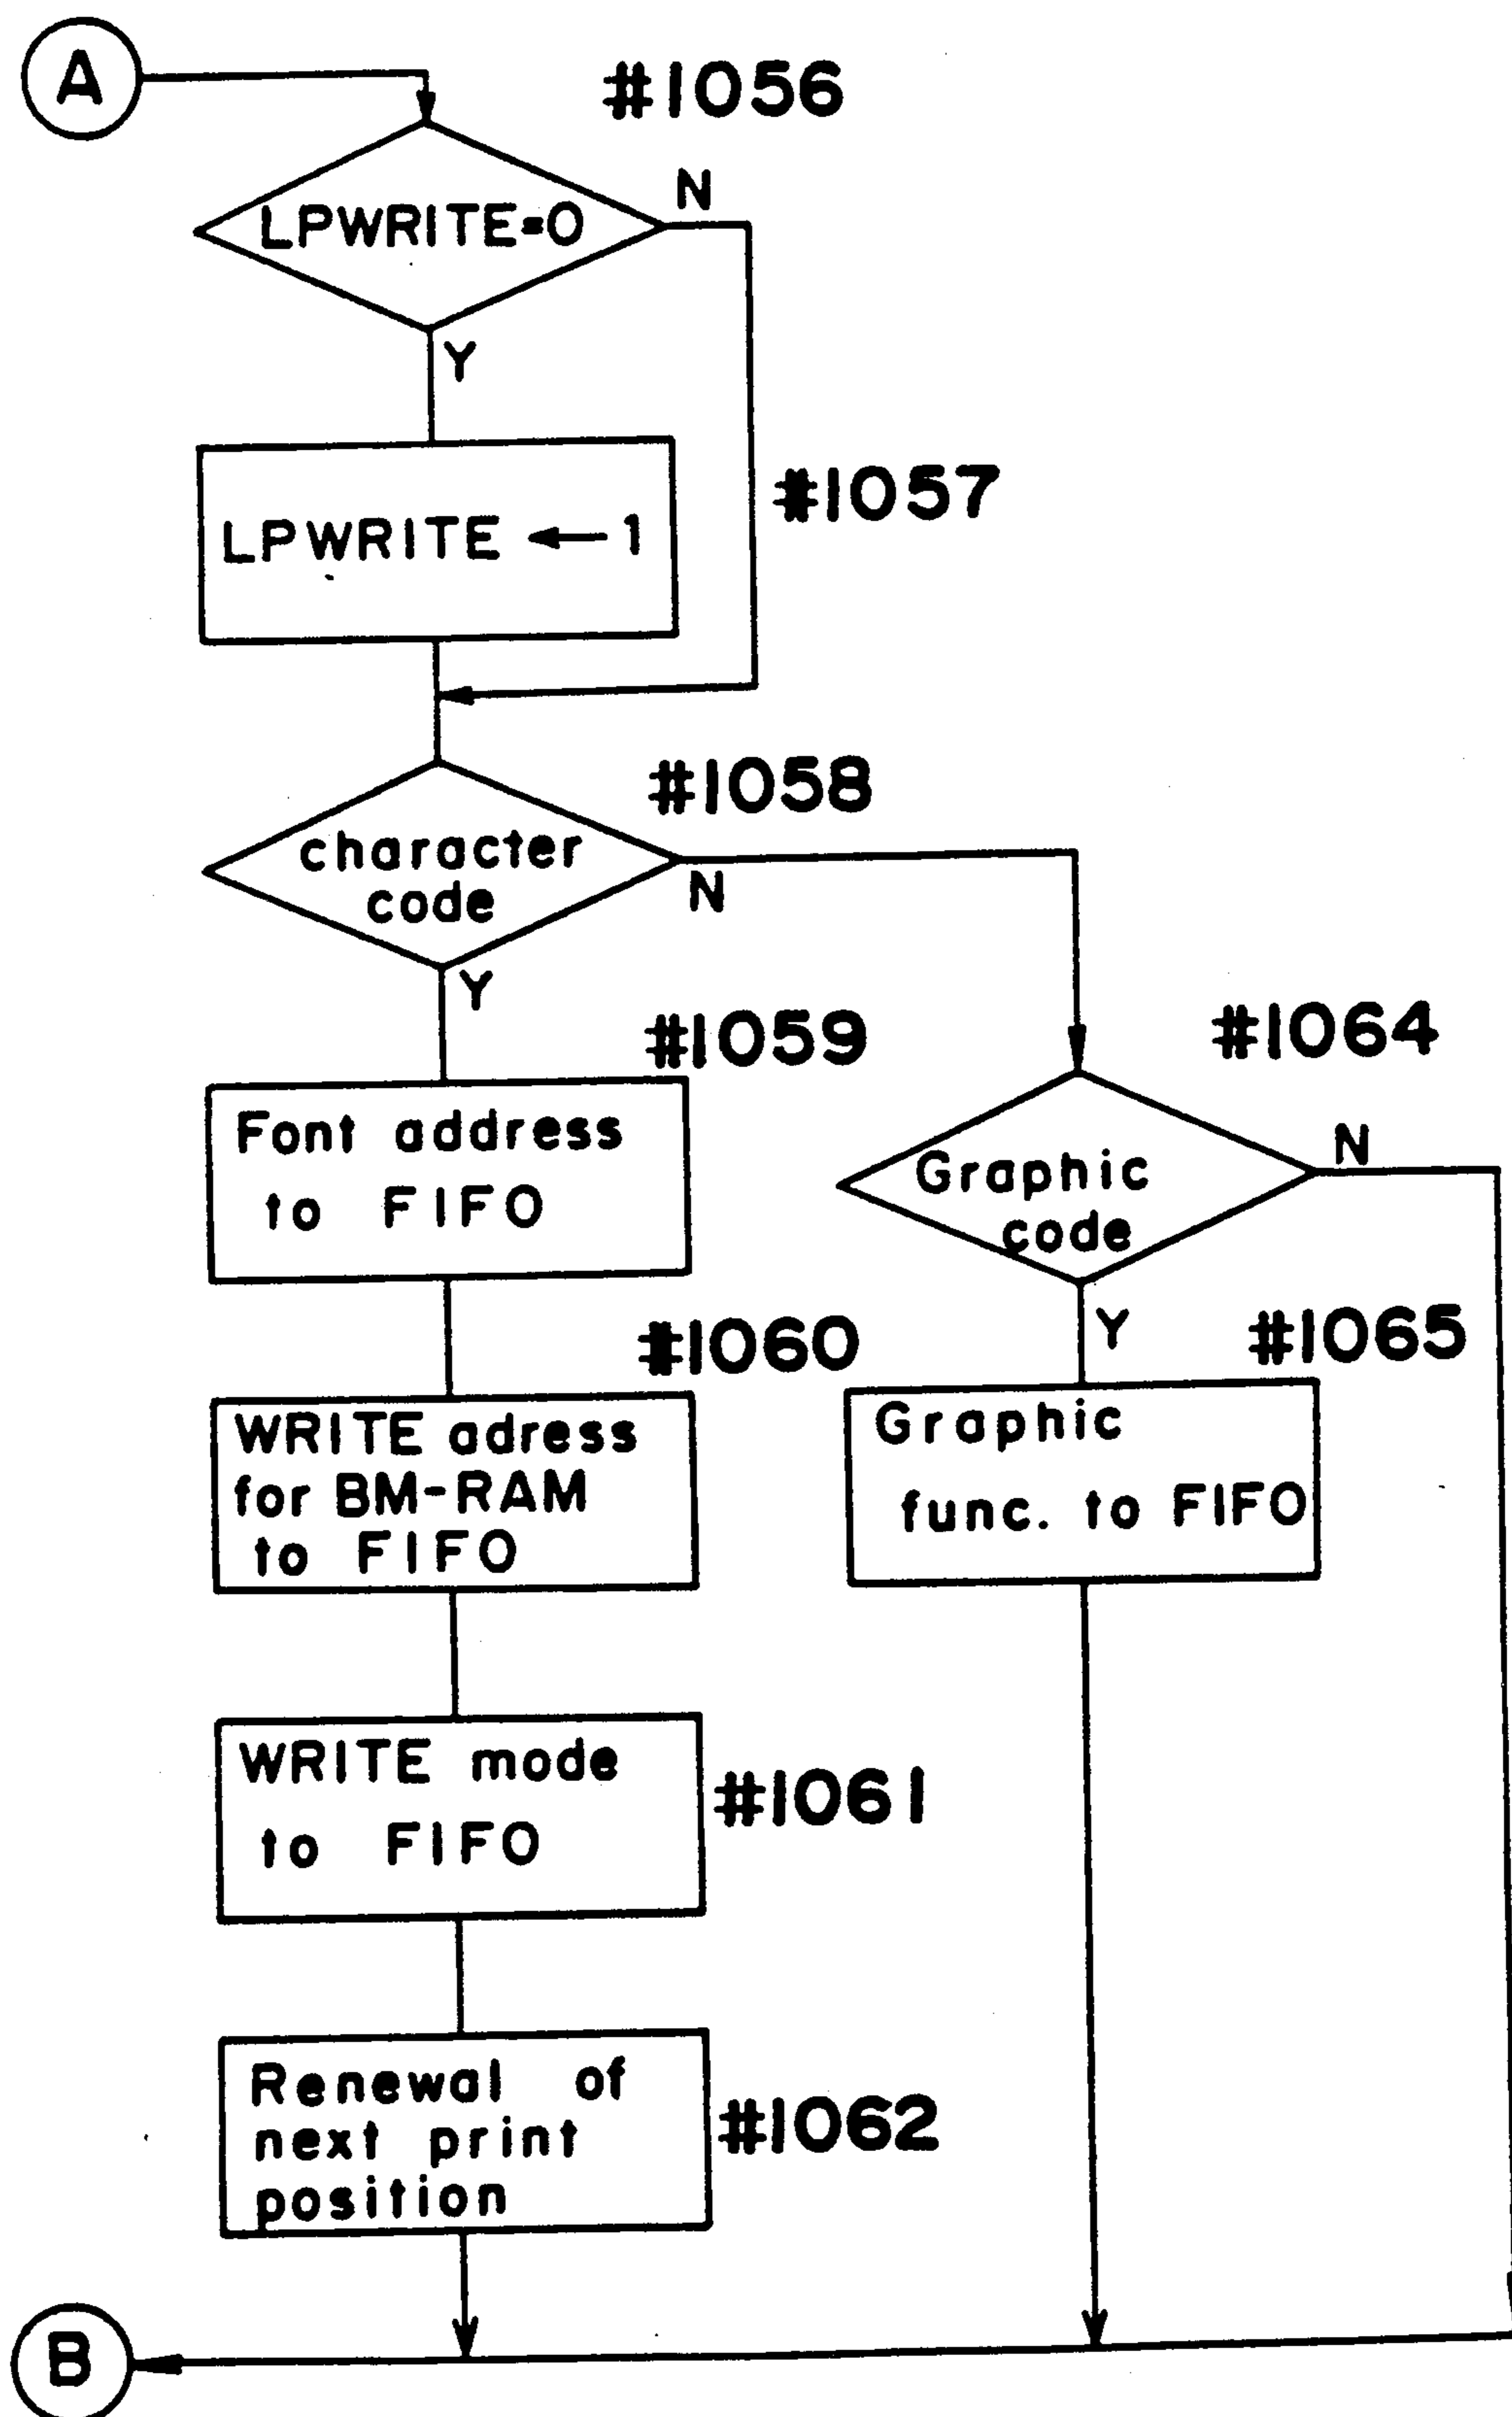 A
#1056
LPWRITE=0
N
Y
#1057
LPWRITE ← 1
#1058
character
code
N
Y
#1059
Font address
to FIFO
#1064
Graphic
code
N
Y
#1060
WRITE adress
for BM-RAM
to FIFO
#1065
Graphic
func. to FIFO
WRITE mode
to FIFO
#1061
Renewal of
next print
position
#1062
B